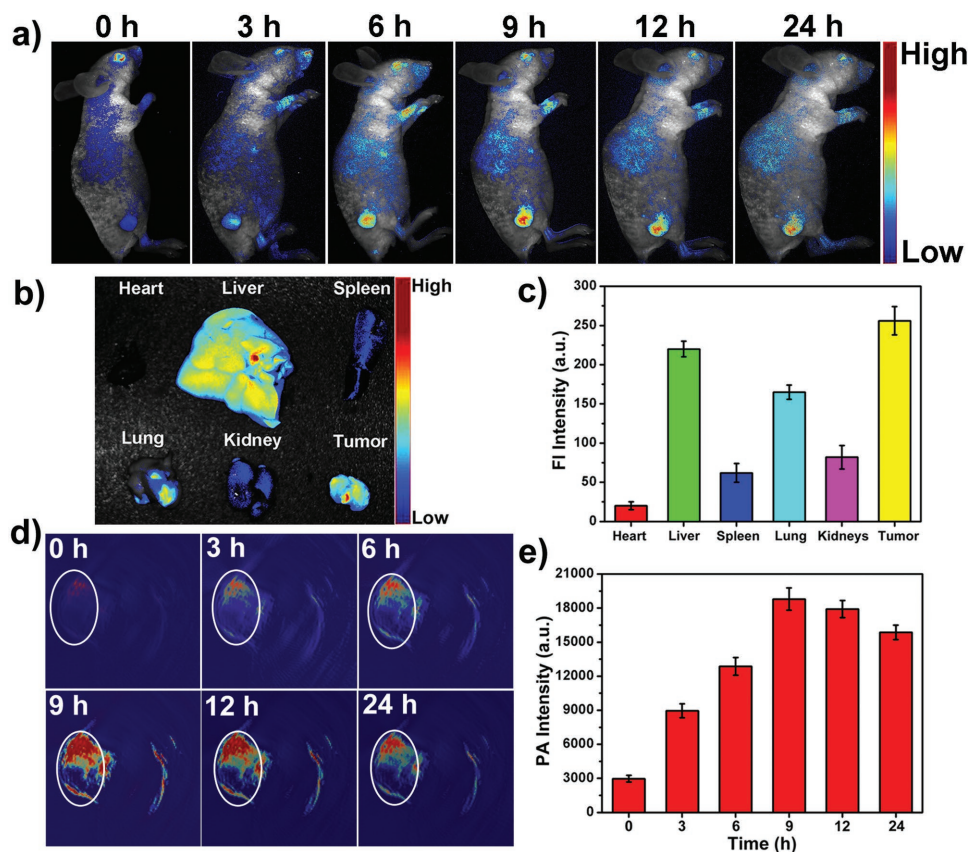 a)
0 h 3 h 6 h 9 h 12 h 24 h
High
Low
b)
Heart Liver Spleen
High
Lung Kidney Tumor
Low
c)
FI Intensity (a.u.)
300
250
200
150
100
50
0
Heart Liver Spleen Lung Kidneys Tumor
d)
0 h 3 h 6 h
9 h 12 h 24 h
e)
PA Intensity (a.u.)
21000
18000
15000
12000
9000
6000
3000
0
0 3 6 9 12 24
Time (h)